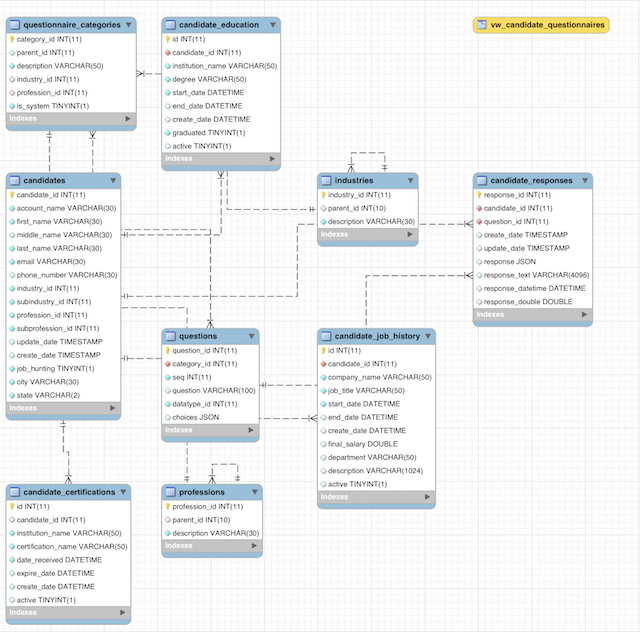 questionnaire_categories
category_id INT(11)
parent_id INT(11)
description VARCHAR(50)
industry_id INT(11)
profession_id INT(11)
is_system TINYINT(1)
Indexes
candidate_education
id INT(11)
candidate_id INT(11)
institution_name VARCHAR(50)
degree VARCHAR(50)
start_date DATETIME
end_date DATETIME
create_date DATETIME
graduated TINYINT(1)
active TINYINT(1)
Indexes
vw_candidate_questionnaires
candidates
candidate_id INT(11)
account_name VARCHAR(30)
first_name VARCHAR(30)
middle_name VARCHAR(30)
last_name VARCHAR(30)
email VARCHAR(30)
phone_number VARCHAR(30)
industry_id INT(11)
subindustry_id INT(11)
profession_id INT(11)
subprofession_id INT(11)
update_date TIMESTAMP
create_date TIMESTAMP
job_hunting TINYINT(1)
city VARCHAR(30)
state VARCHAR(2)
Indexes
industries
industry_id INT(11)
parent_id INT(10)
description VARCHAR(30)
Indexes
candidate_responses
response_id INT(11)
candidate_id INT(11)
question_id INT(11)
create_date TIMESTAMP
update_date TIMESTAMP
response JSON
response_text VARCHAR(4096)
response_datetime DATETIME
response_double DOUBLE
Indexes
questions
question_id INT(11)
category_id INT(11)
seq INT(11)
question VARCHAR(100)
datatype_id INT(11)
choices JSON
Indexes
candidate_job_history
id INT(11)
candidate_id INT(11)
company_name VARCHAR(50)
job_title VARCHAR(50)
start_date DATETIME
end_date DATETIME
create_date DATETIME
final_salary DOUBLE
department VARCHAR(50)
description VARCHAR(1024)
active TINYINT(1)
Indexes
candidate_certifications
id INT(11)
candidate_id INT(11)
institution_name VARCHAR(50)
certification_name VARCHAR(50)
date_received DATETIME
expire_date DATETIME
create_date DATETIME
active TINYINT(1)
Indexes
professions
profession_id INT(11)
parent_id INT(10)
description VARCHAR(30)
Indexes